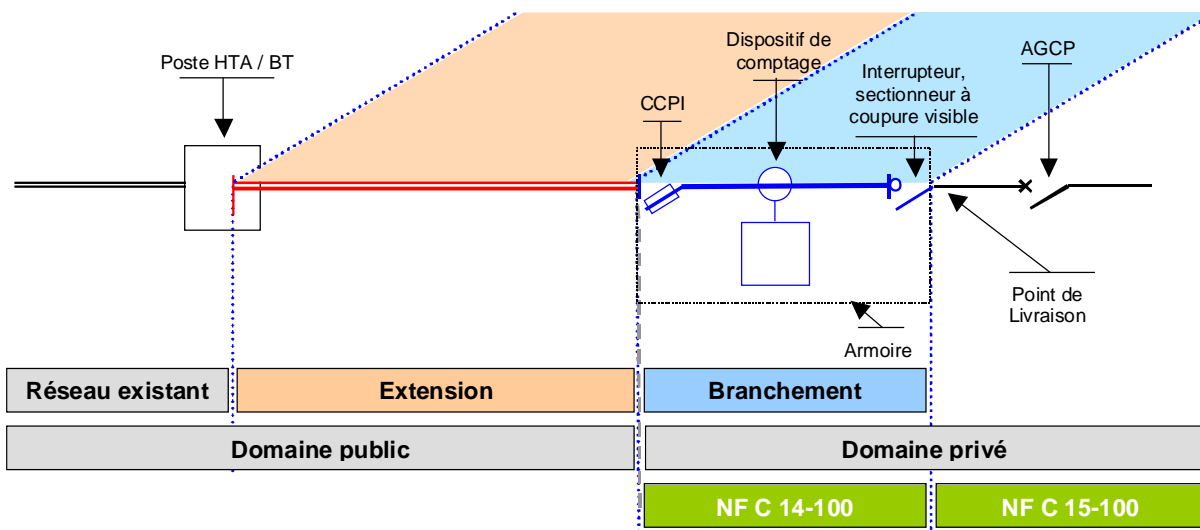 Poste HTA / BT
CCPI
Dispositif de
comptage
Interrupteur,
sectionneur à
coupure visible
AGCP
Point de
Livraison
Armoire
Réseau existant
Extension
Branchement
Domaine public
Domaine privé
NF C 14-100
NF C 15-100